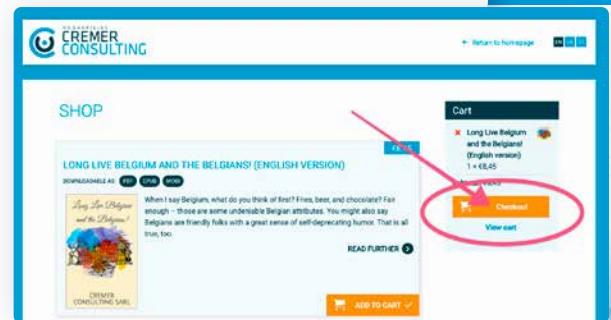 CREMER
CONSULTING
Return to homepage
EN
SHOP
LONG LIVE BELGIUM AND THE BELGIANS! (ENGLISH VERSION)
DOWNLOADABLE AS PDF EPUB MOBI
Long Live Belgium
and the Belgians!
CREMER
CONSULTING SARL
When I say Belgium, what do you think of first? Fries, beer, and chocolate? Fair
enough – those are some undeniable Belgian attributes. You might also say
Belgians are friendly folks with a great sense of self-deprecating humor. That is all
true, too.
READ FURTHER
ADD TO CART
Cart
Long Live Belgium
and the Belgians!
(English version)
1 × €8,45
Checkout
View cart